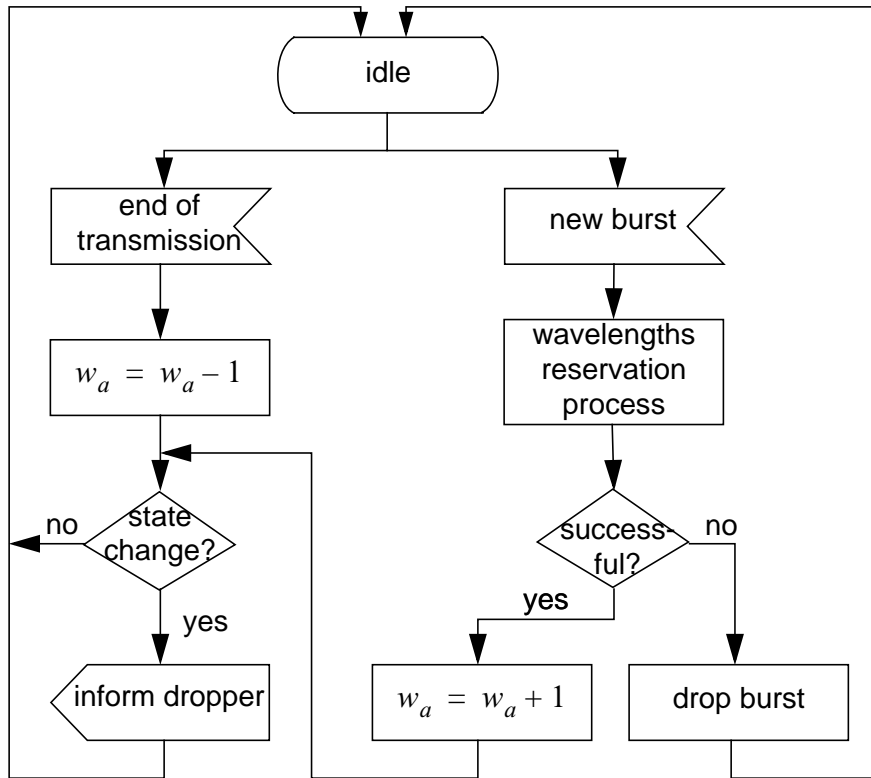 idle
end of
transmission
new burst
w_a = w_a – 1
wavelengths
reservation
process
state
change?
no
success-
ful?
no
yes
yes
inform dropper
w_a = w_a + 1
drop burst